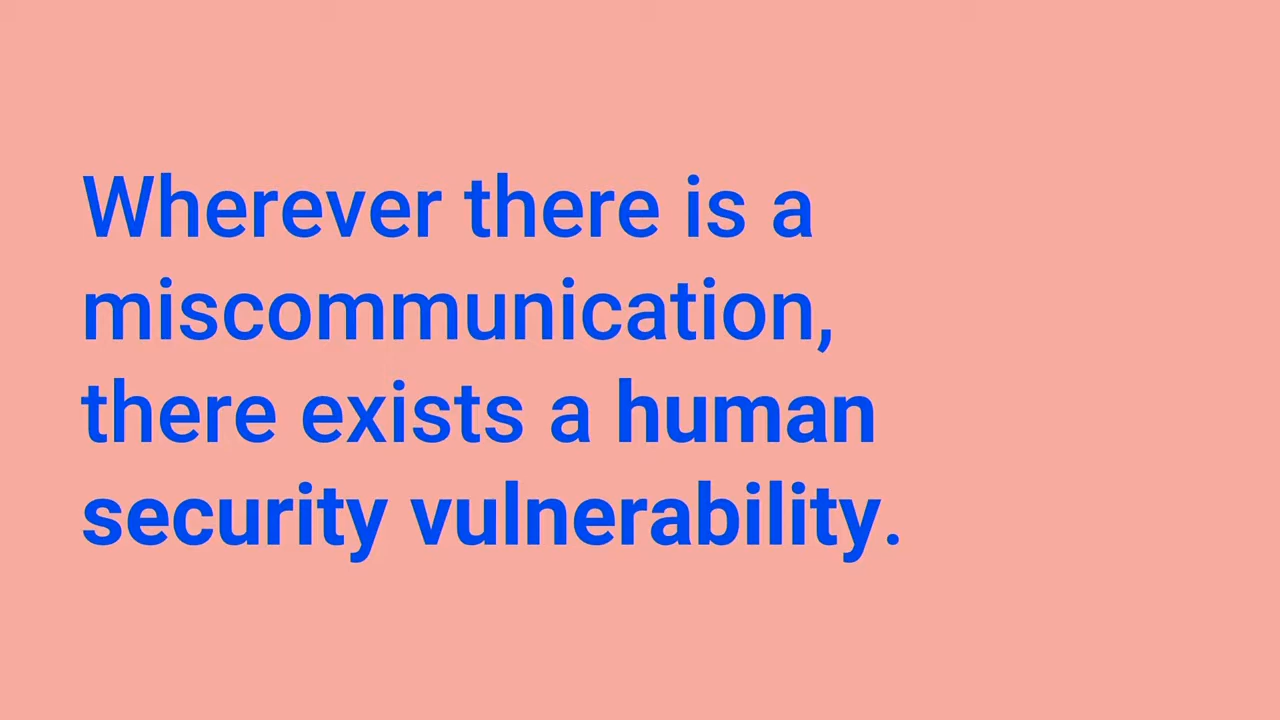 Wherever there is a
miscommunication,
there exists a human
security vulnerability.